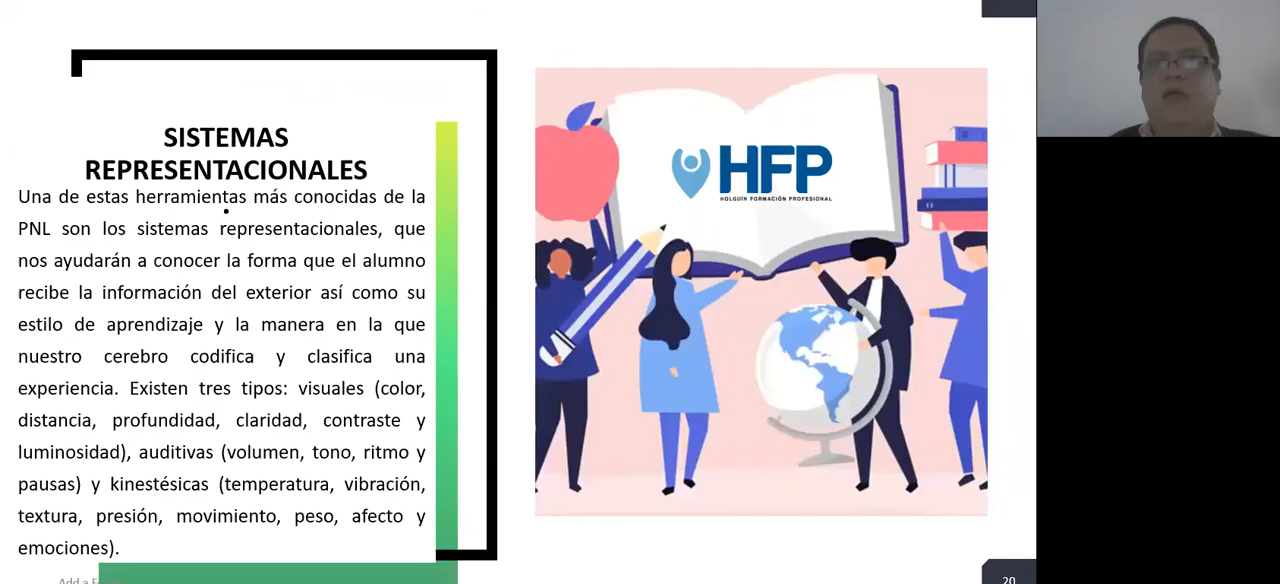 SISTEMAS
REPRESENTACIONALES
Una de estas herramientas más conocidas de la
PNL son los sistemas representacionales, que
nos ayudarán a conocer la forma que el alumno
recibe la información del exterior así como su
estilo de aprendizaje y la manera en la que
nuestro cerebro codifica y clasifica una
experiencia. Existen tres tipos: visuales (color,
distancia, profundidad, claridad, contraste y
luminosidad), auditivas (volumen, tono, ritmo y
pausas) y kinestésicas (temperatura, vibración,
textura, presión, movimiento, peso, afecto y
emociones).
HFP
HOLGUÍN FORMACIÓN PROFESIONAL
Add a
20